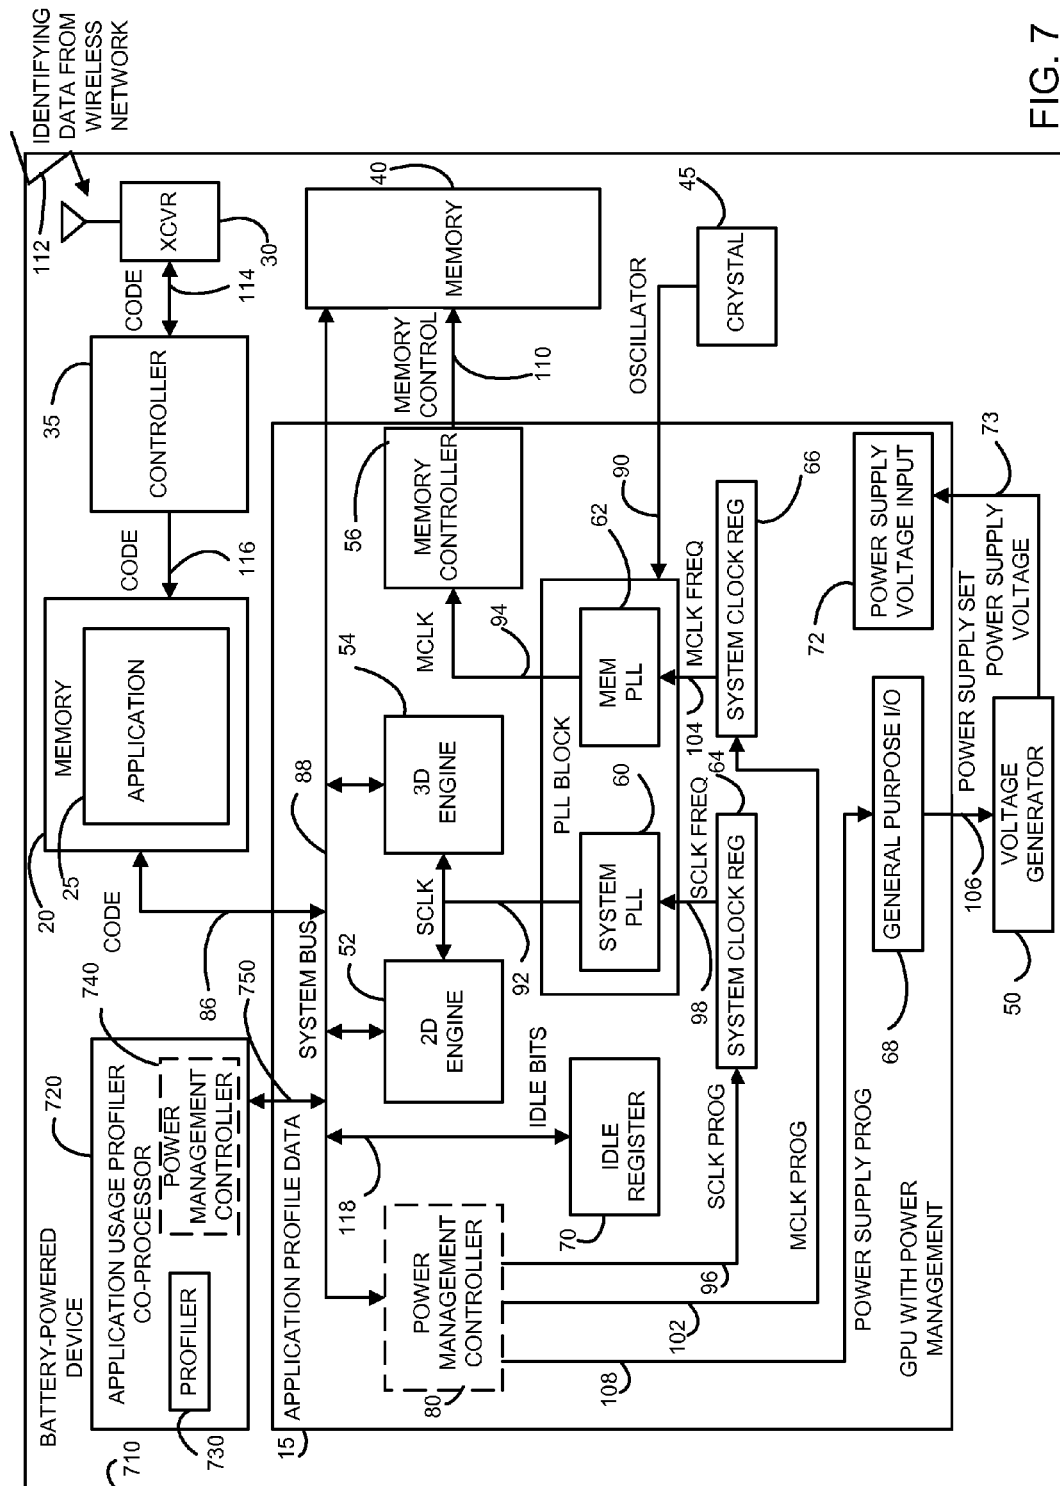 BATTERY-POWERED
DEVICE
710
720
APPLICATION USAGE PROFILER
CO-PROCESSOR
PROFILER
730
740
POWER
MANAGEMENT
CONTROLLER
750
20
MEMORY
25
APPLICATION
CODE
86
CODE
116
35
CONTROLLER
CODE
114
XCVR
30
112
IDENTIFYING
DATA FROM
WIRELESS
NETWORK
15
APPLICATION PROFILE DATA
SYSTEM BUS
88
118
POWER
MANAGEMENT
CONTROLLER
80
52
2D
ENGINE
SCLK
54
3D
ENGINE
92
MCLK
94
56
MEMORY
CONTROLLER
MEMORY
CONTROL
110
MEMORY
40
IDLE BITS
IDLE
REGISTER
70
PLL BLOCK
SYSTEM
PLL
60
MEM
PLL
62
90
OSCILLATOR
CRYSTAL
45
98
SCLK FREQ
104
MCLK FREQ
SCLK PROG
96
SYSTEM CLOCK REG
64
SYSTEM CLOCK REG
66
MCLK PROG
102
POWER SUPPLY PROG
108
GENERAL PURPOSE I/O
68
72
POWER SUPPLY
VOLTAGE INPUT
GPU WITH POWER
MANAGEMENT
106
POWER SUPPLY SET
POWER SUPPLY
VOLTAGE
73
VOLTAGE
GENERATOR
50
FIG. 7